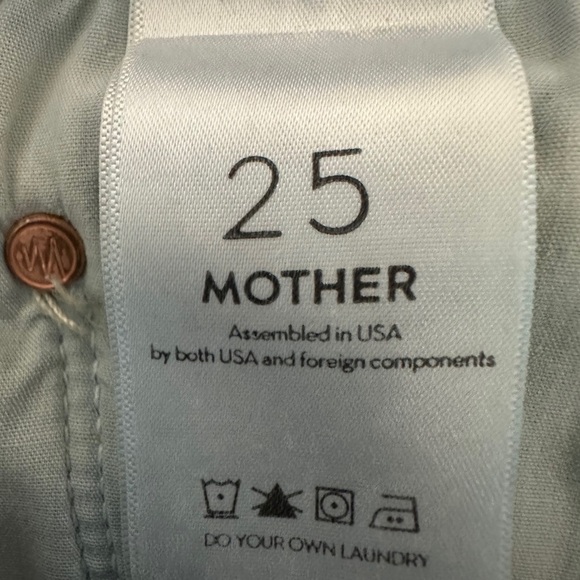 25
MOTHER
Assembled in USA
by both USA and foreign components
DO YOUR OWN LAUNDRY